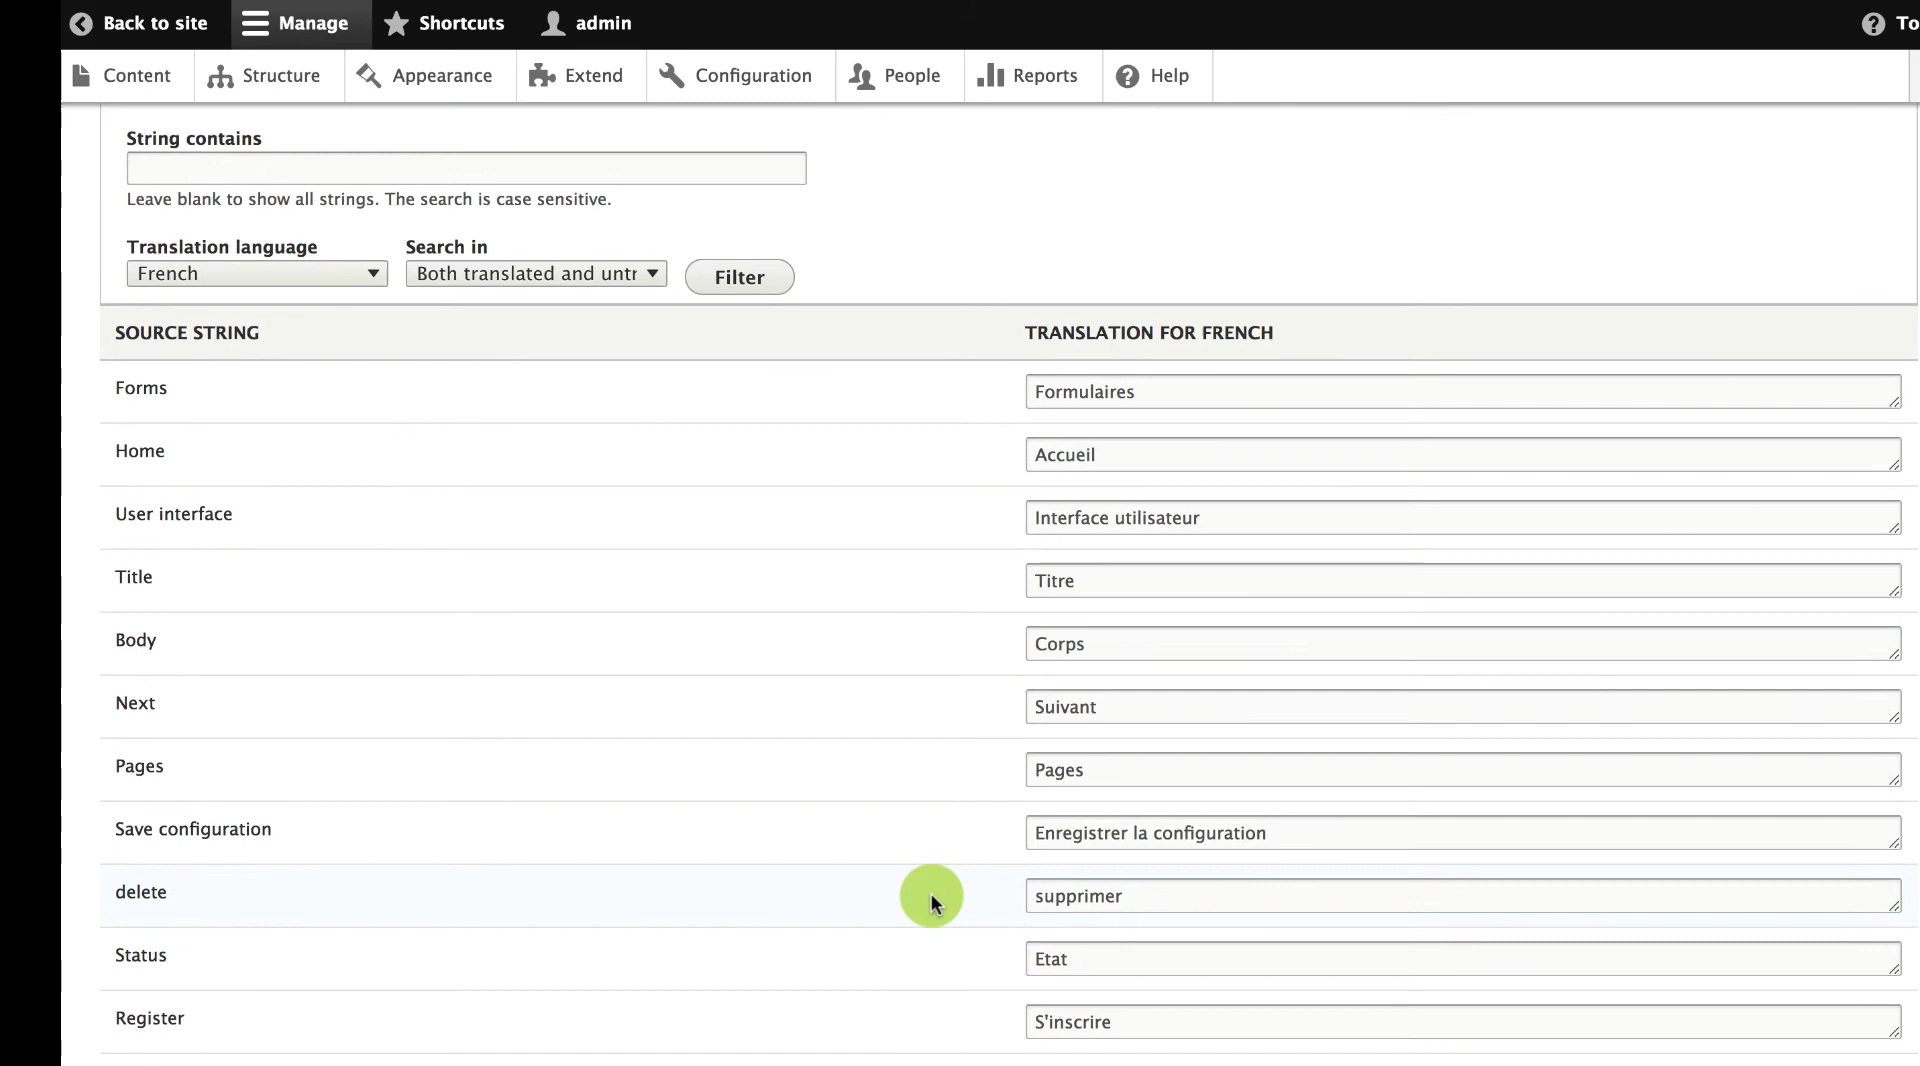 Back to site Manage Shortcuts admin To
Content Structure Appearance Extend Configuration People Reports Help
String contains
Leave blank to show all strings. The search is case sensitive.
Translation language Search in
French Both translated and untr Filter
SOURCE STRING TRANSLATION FOR FRENCH
Forms Formulaires
Home Accueil
User interface Interface utilisateur
Title Titre
Body Corps
Next Suivant
Pages Pages
Save configuration Enregistrer la configuration
delete supprimer
Status Etat
Register S'inscrire